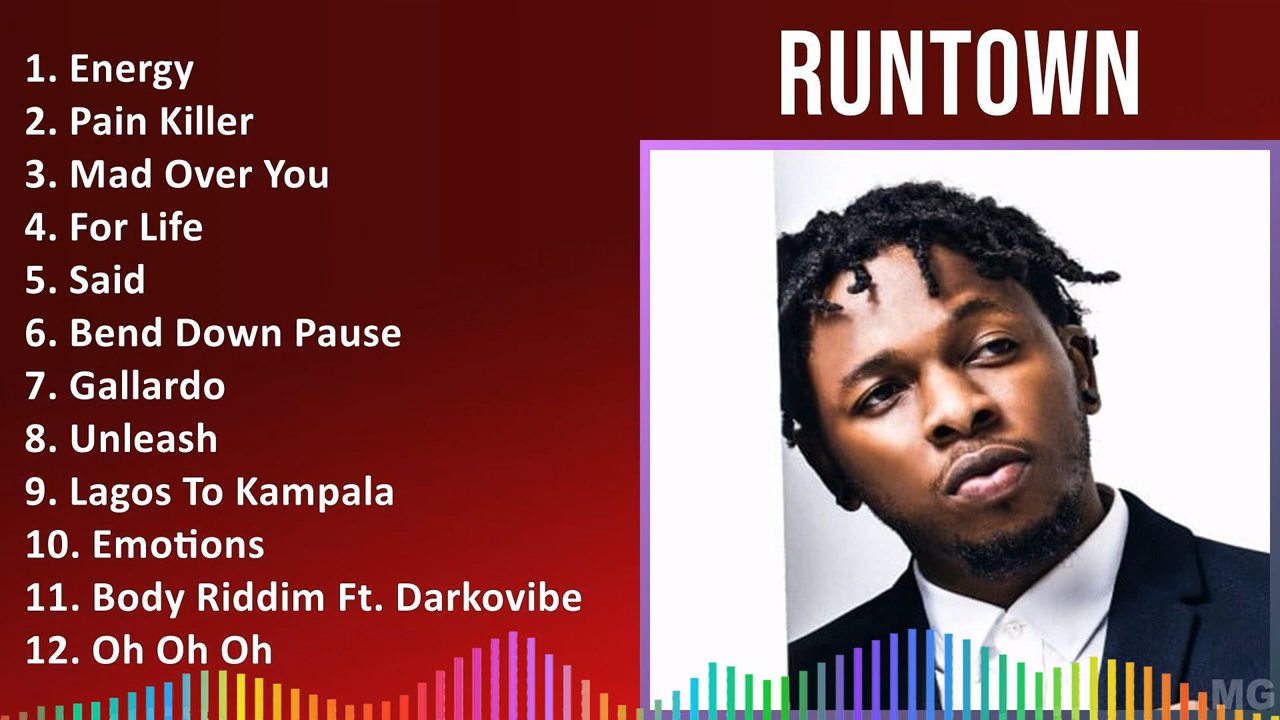 RUNTOWN
1. Energy
2. Pain Killer
3. Mad Over You
4. For Life
5. Said
6. Bend Down Pause
7. Gallardo
8. Unleash
9. Lagos To Kampala
10. Emotions
11. Body Riddim Ft. Darkovibe
12. Oh Oh Oh
MG